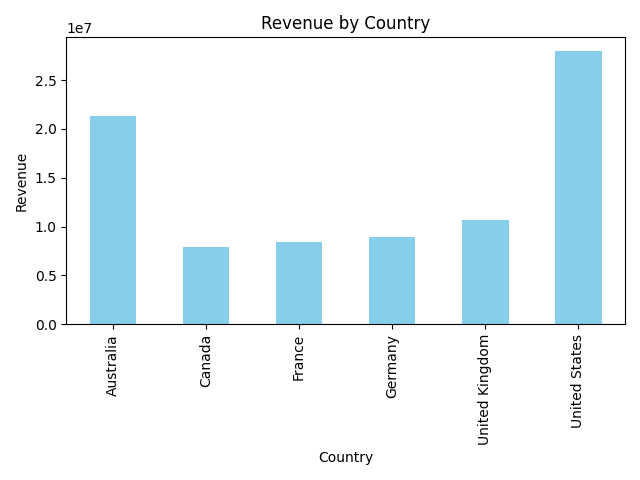 Revenue by Country
1e7
2.5
2.0
1.5
1.0
0.5
0.0
Revenue
Australia
Canada
France
Germany
United Kingdom
United States
Country